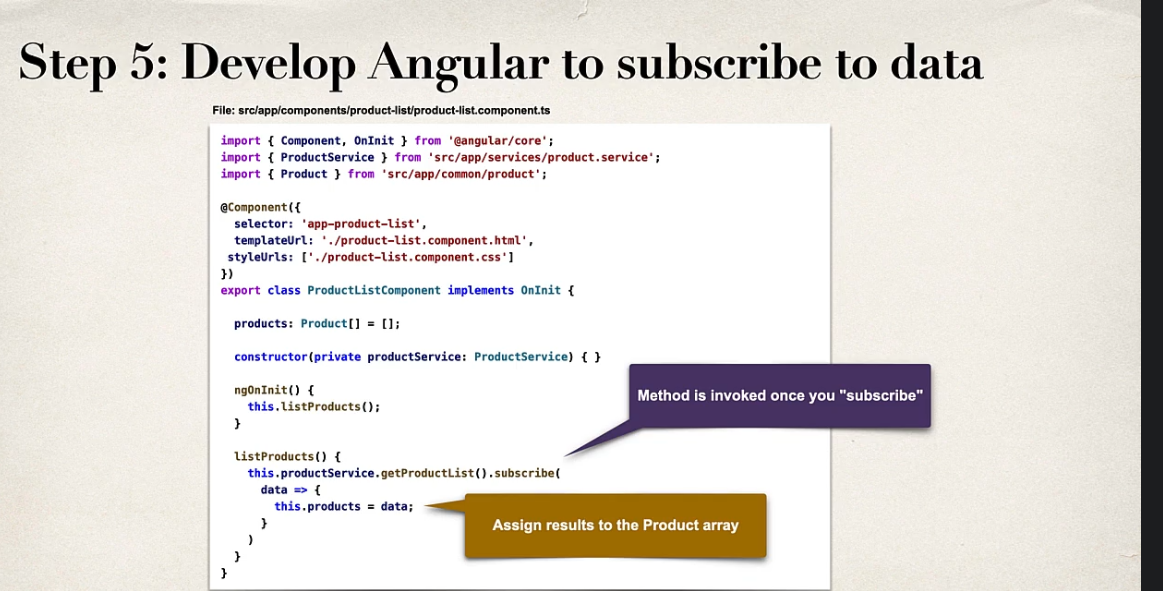 Step 5: Develop Angular to subscribe to data
File: src/app/components/product-list/product-list.component.ts
import { Component, OnInit } from '@angular/core';
import { ProductService } from 'src/app/services/product.service';
import { Product } from 'src/app/common/product';
@Component({
selector: 'app-product-list',
templateUrl: './product-list.component.html',
styleUrls: ['./product-list.component.css']
})
export class ProductListComponent implements OnInit {
products: Product[] = [];
constructor(private productService: ProductService) { }
ngOnInit() {
this.listProducts();
}
Method is invoked once you "subscribe"
listProducts() {
this.productService.getProductList().subscribe(
data => {
this.products = data;
Assign results to the Product array
}
)
}
}